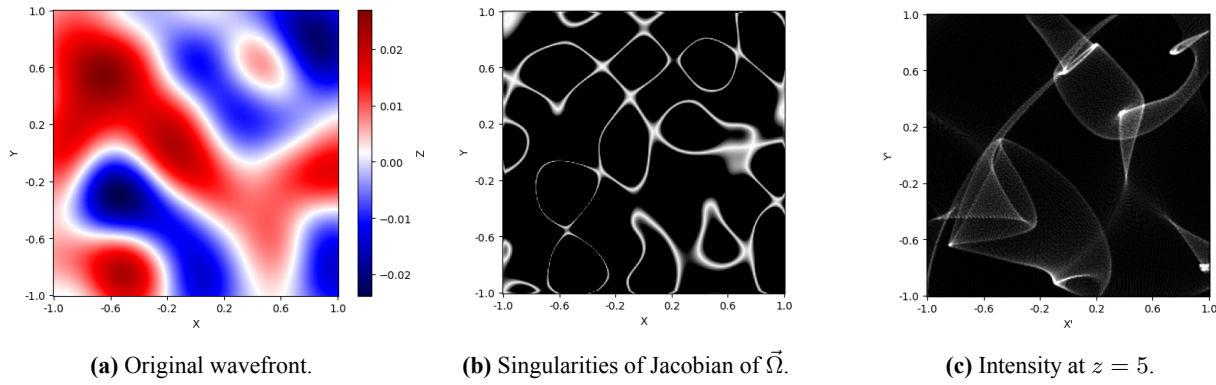 1.0
0.6
0.2
-0.2
-0.6
-1.0
Y
-1.0 -0.6 -0.2 0.2 0.6 1.0
X
0.02
0.01
0.00
−0.01
−0.02
Z
1.0
0.6
0.2
-0.2
-0.6
-1.0
Y
-1.0 -0.6 -0.2 0.2 0.6 1.0
X
1.0
0.6
0.2
-0.2
-0.6
-1.0
Y'
-1.0 -0.6 -0.2 0.2 0.6 1.0
X'
(a) Original wavefront.
(b) Singularities of Jacobian of $\vec{\Omega}$.
(c) Intensity at z = 5.